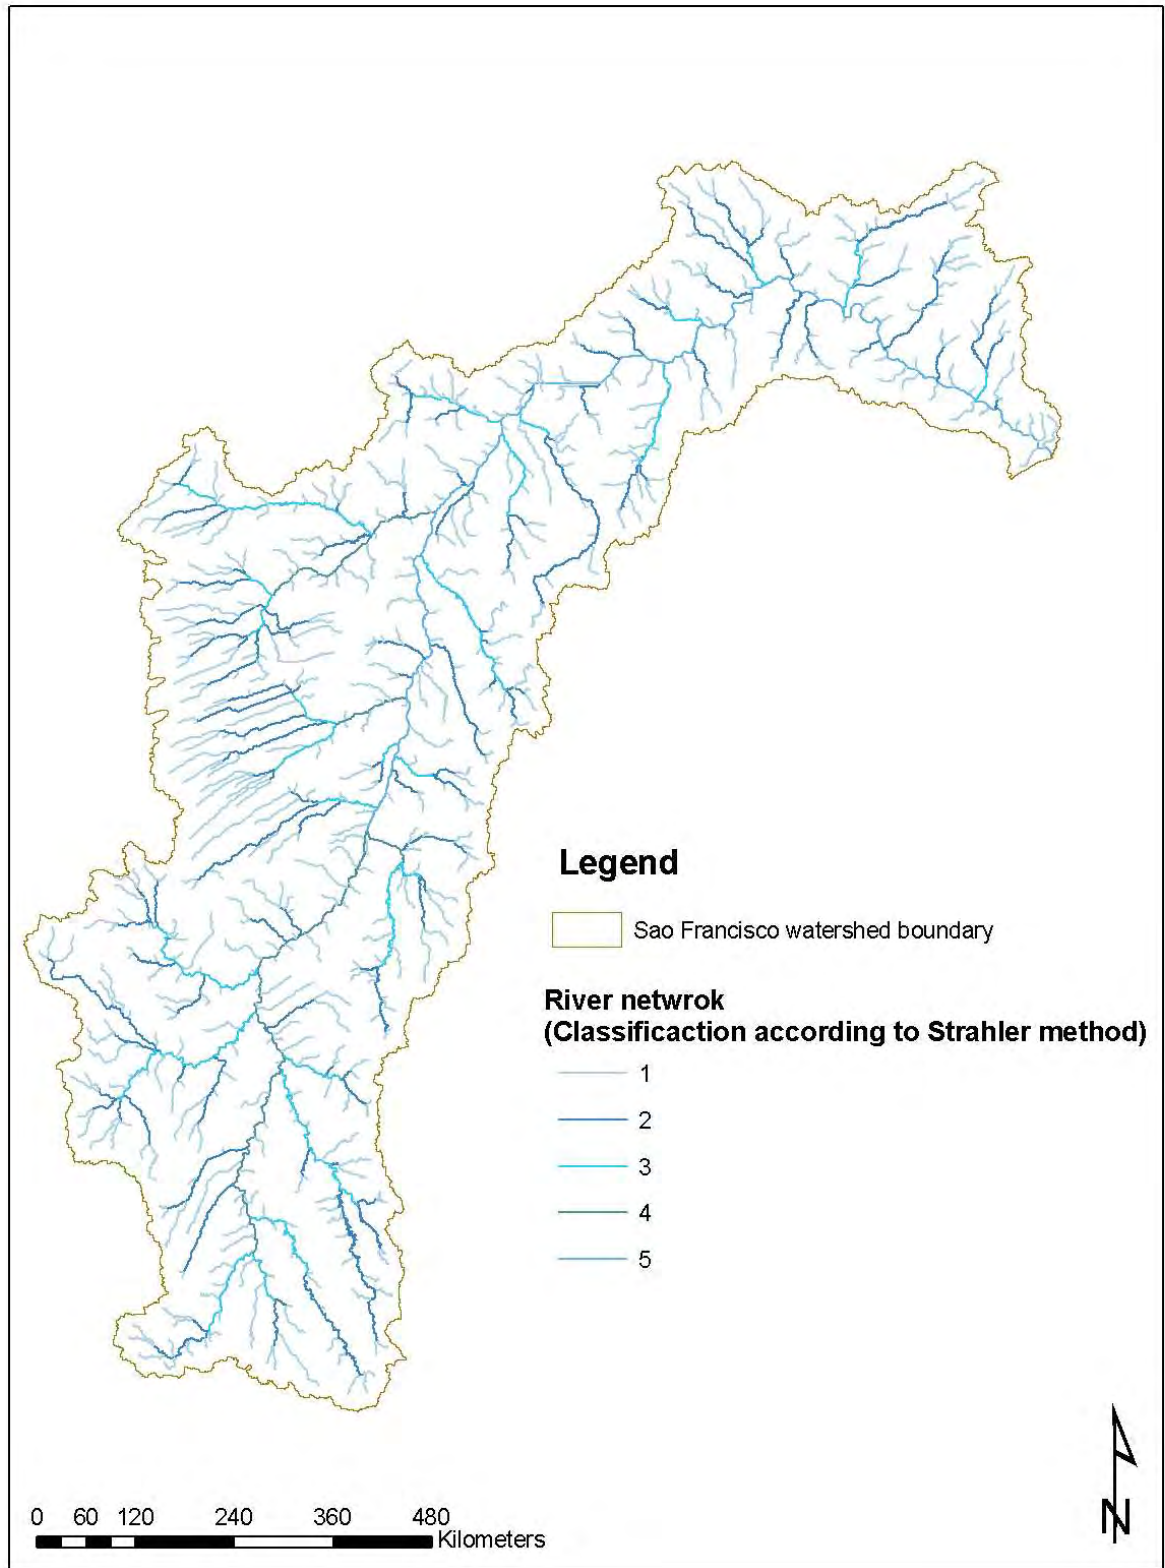 Legend
Sao Francisco watershed boundary
River netwrok
(Classificaction according to Strahler method)
1
2
3
4
5
0 60 120 240 360 480
Kilometers
N